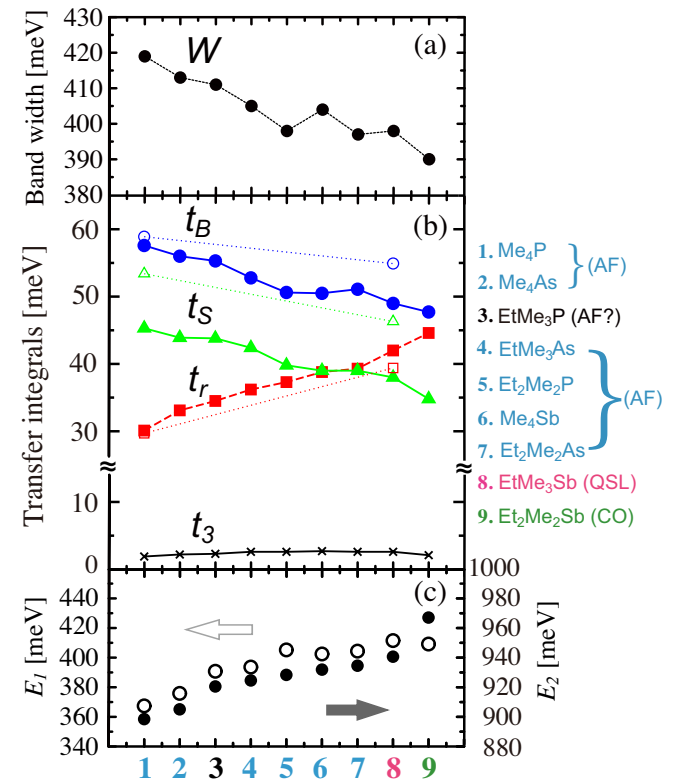 430
420
410
400
390
380
Band width [meV]
W
(a)
60
50
40
30
10
0
Transfer integrals [meV]
(b)
t_B
t_S
t_r
t_3
≈
≈
1. Me₄P
2. Me₄As
} (AF)
3. EtMe₃P (AF?)
4. EtMe₃As
5. Et₂Me₂P
6. Me₄Sb
7. Et₂Me₂As
} (AF)
8. EtMe₃Sb (QSL)
9. Et₂Me₂Sb (CO)
440
420
400
380
360
340
E₁ [meV]
(c)
1000
980
960
940
920
900
880
E₂ [meV]
1 2 3 4 5 6 7 8 9